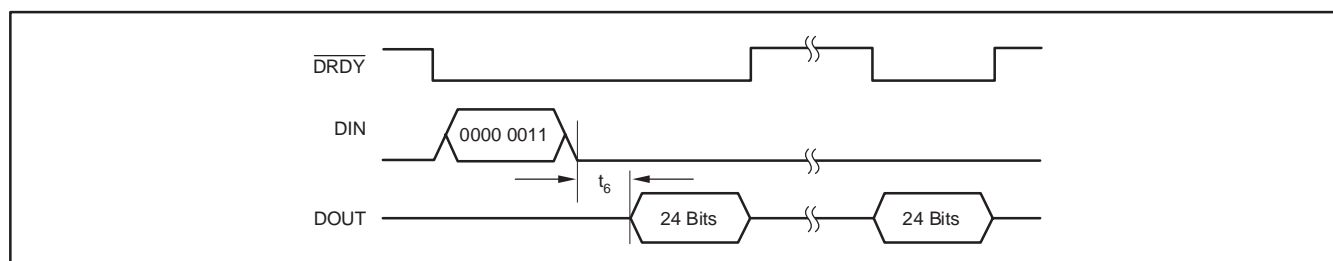 DRDY
DIN
0000 0011
t6
DOUT
24 Bits
24 Bits